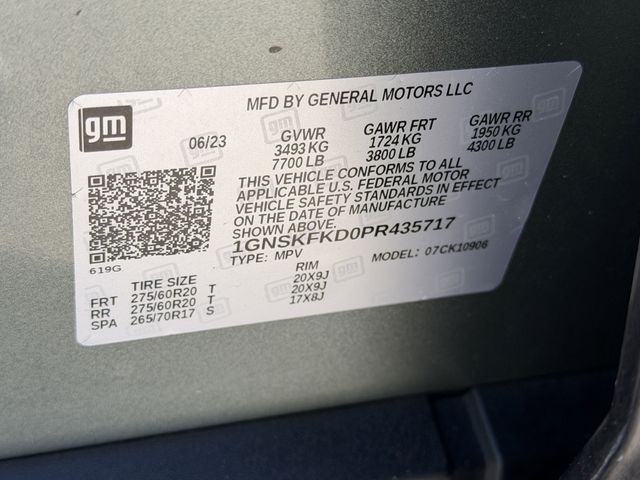 MFD BY GENERAL MOTORS LLC
gm
06/23 GVWR GAWR FRT GAWR RR
3493 KG 1724 KG 1950 KG
7700 LB 3800 LB 4300 LB
THIS VEHICLE CONFORMS TO ALL
APPLICABLE U.S. FEDERAL MOTOR
VEHICLE SAFETY STANDARDS IN EFFECT
ON THE DATE OF MANUFACTURE
SHOWN ABOVE.
1GNSKFKD0PR435717
TYPE: MPV MODEL: 07CK10906
619G
TIRE SIZE RIM
FRT 275/60R20 T 20X9J
RR 275/60R20 T 20X9J
SPA 265/70R17 S 17X8J